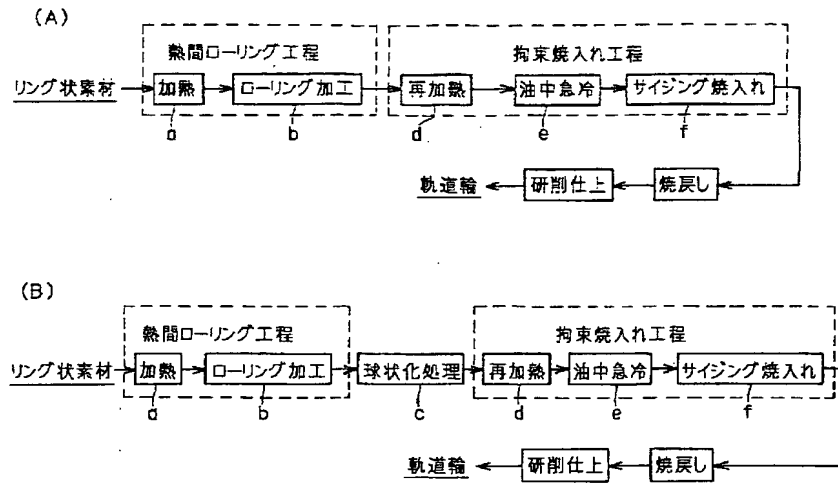 (A)
熱間ローリング工程
拘束焼入れ工程
リング状素材 加熱 ローリング加工 再加熱 油中急冷 サイジング焼入れ
a b d e f
軌道輪 研削仕上 焼戻し
(B)
熱間ローリング工程
拘束焼入れ工程
リング状素材 加熱 ローリング加工 球状化処理 再加熱 油中急冷 サイジング焼入れ
a b c d e f
軌道輪 研削仕上 焼戻し